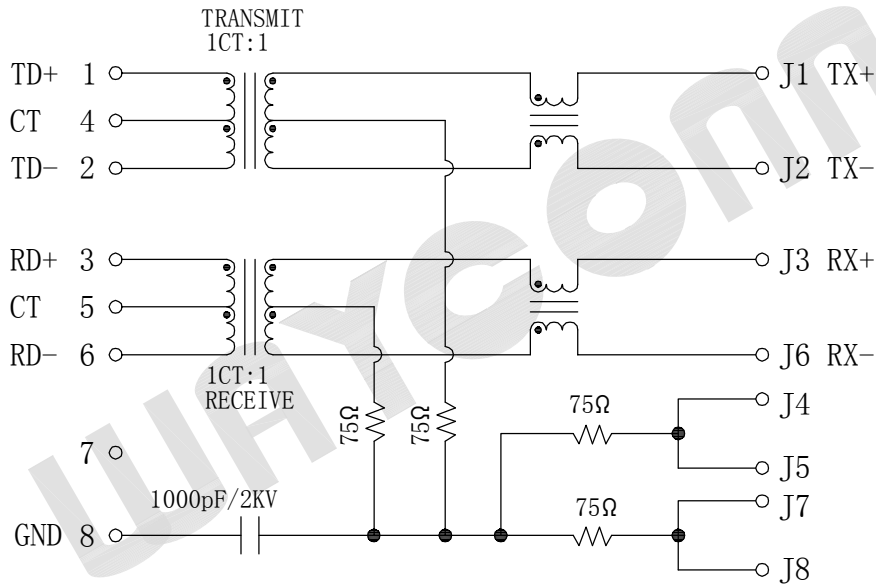 TRANSMIT
1CT:1
TD+ 1
J1 TX+
CT 4
TD- 2
J2 TX-
RD+ 3
J3 RX+
CT 5
RD- 6
J6 RX-
1CT:1
RECEIVE
75Ω
75Ω
75Ω
J4
7
J5
1000pF/2KV
75Ω
J7
GND 8
J8
WAYCONN